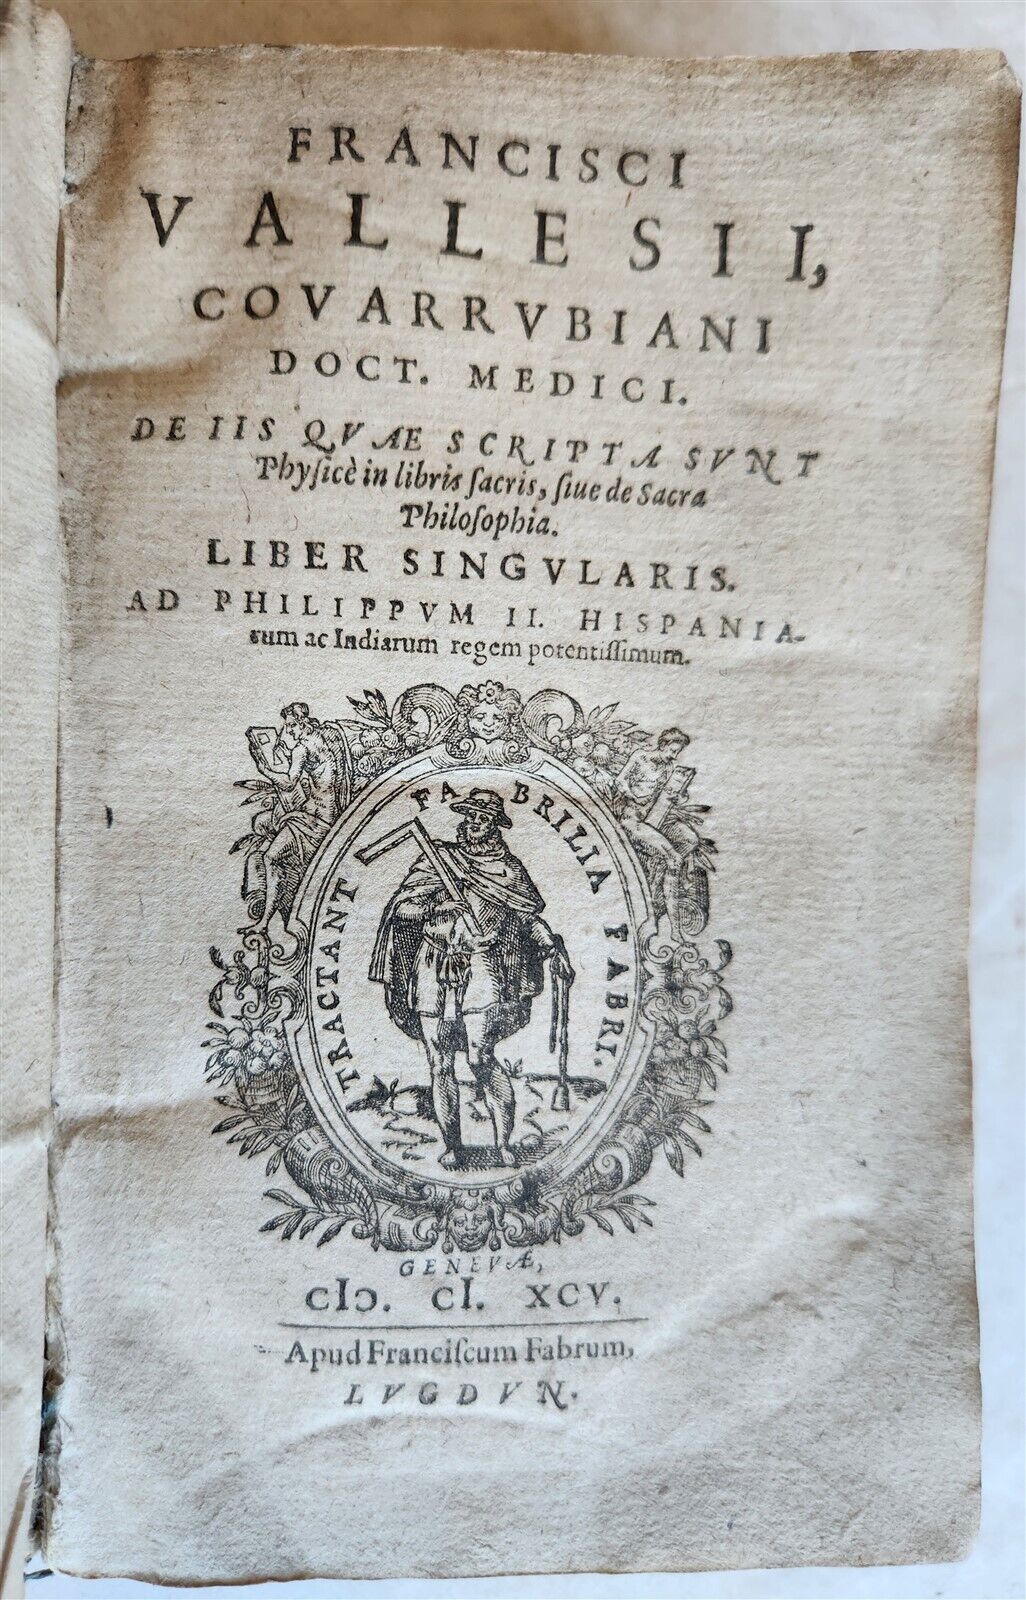 FRANCISCI
VALLESII,
COVARRVBIANI
DOCT. MEDICI.
DE IIS QVÆ SCRIPTA SVNT
Phyſicè in libris ſacris, ſiue de Sacra
Philoſophia.
LIBER SINGVLARIS.
AD PHILIPPVM II. HISPANIA-
rum ac Indiarum regem potentiſſimum.
TRACTANT FABRILIA FABRI.
GENEVÆ,
cIↄ. cI. XCV.
Apud Franciſcum Fabrum,
LVGDVN.